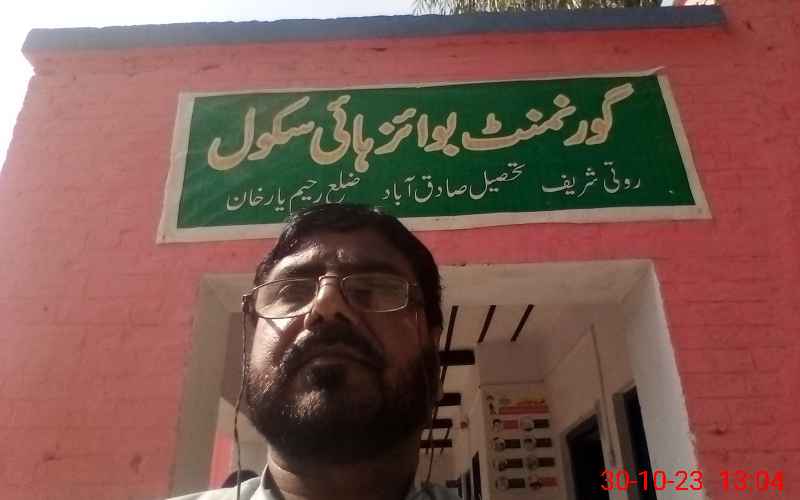 گورنمنٹ بوائز ہائی سکول
روتی شریف تحصیل صادق آباد ضلع رحیم یار خان
30-10-23 13:04